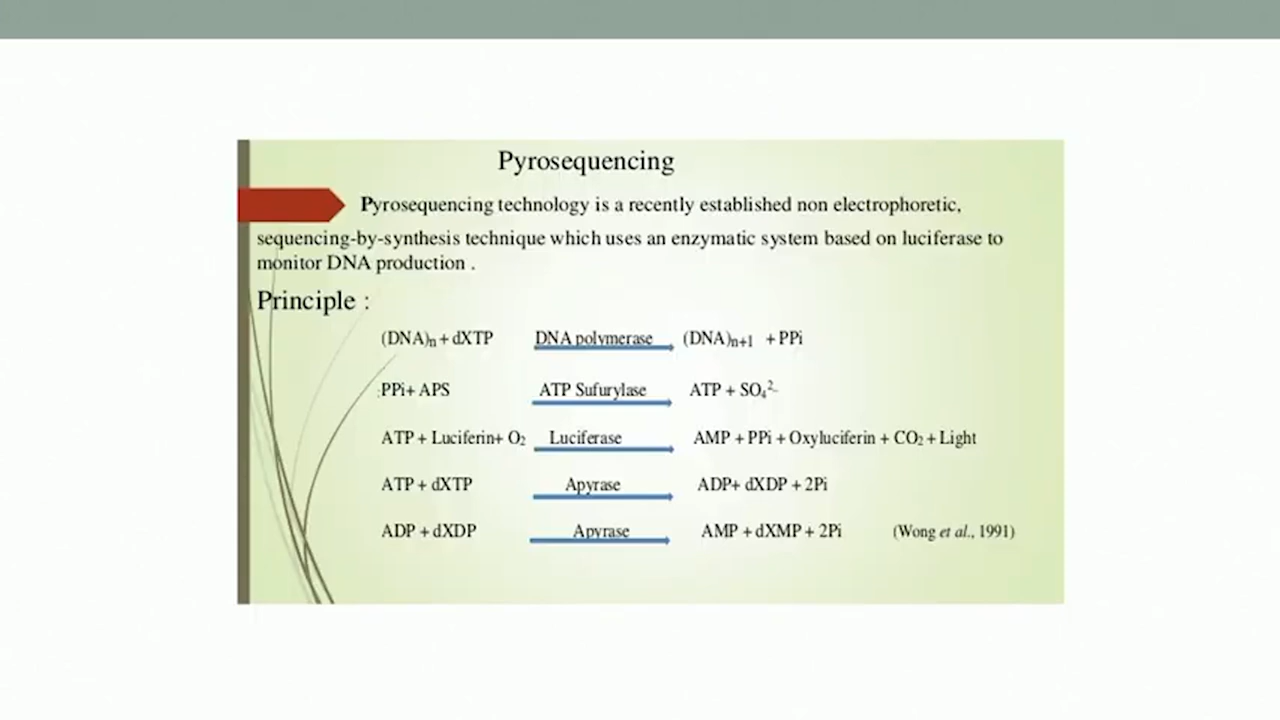 Pyrosequencing
Pyrosequencing technology is a recently established non electrophoretic,
sequencing-by-synthesis technique which uses an enzymatic system based on luciferase to
monitor DNA production .
Principle :
(DNA)n + dXTP DNA polymerase (DNA)n+1 + PPi
PPi+ APS ATP Sufurylase ATP + SO₄²⁻
ATP + Luciferin+ O₂ Luciferase AMP + PPi + Oxyluciferin + CO₂ + Light
ATP + dXTP Apyrase ADP+ dXDP + 2Pi
ADP + dXDP Apyrase AMP + dXMP + 2Pi (Wong et al., 1991)